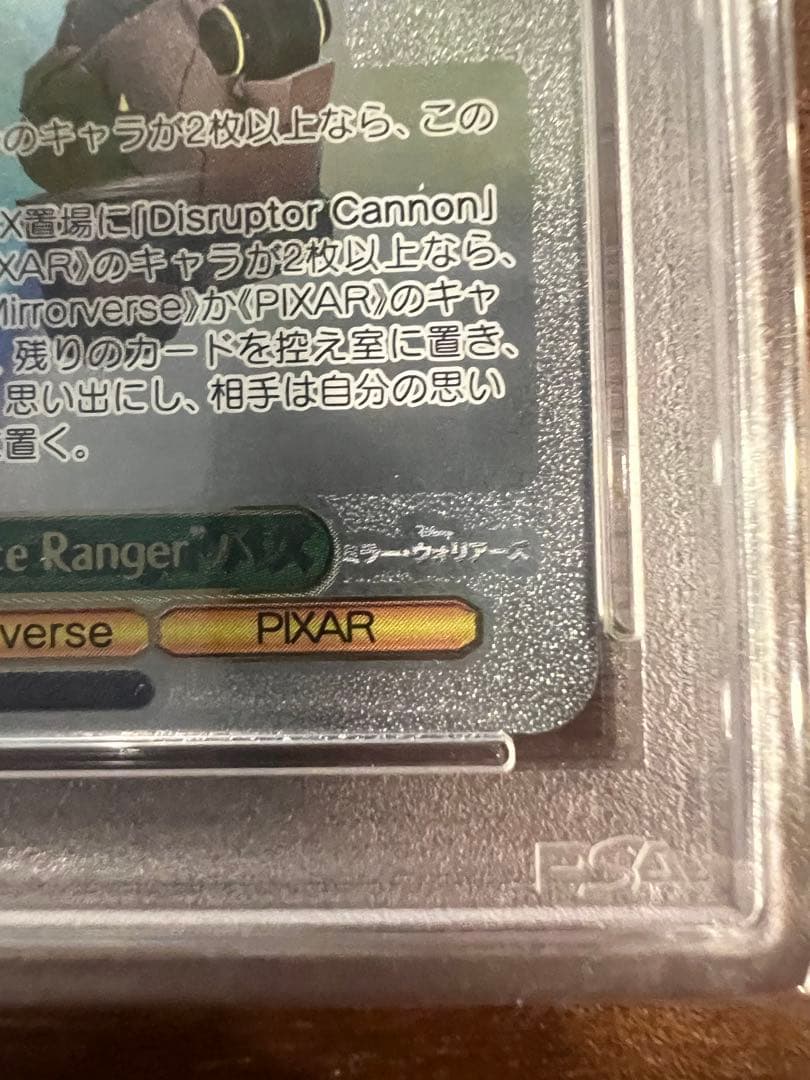 のキャラが2枚以上なら、この
X置場に「Disruptor Cannon」
XAR》のキャラが2枚以上なら、
Mirrorverse》か《PIXAR》のキャ
残りのカードを控え室に置き、
思い出にし、相手は自分の思い
置く。
ce Ranger バズ
Disney
ミラー・ウォリアーズ
verse PIXAR
PSA